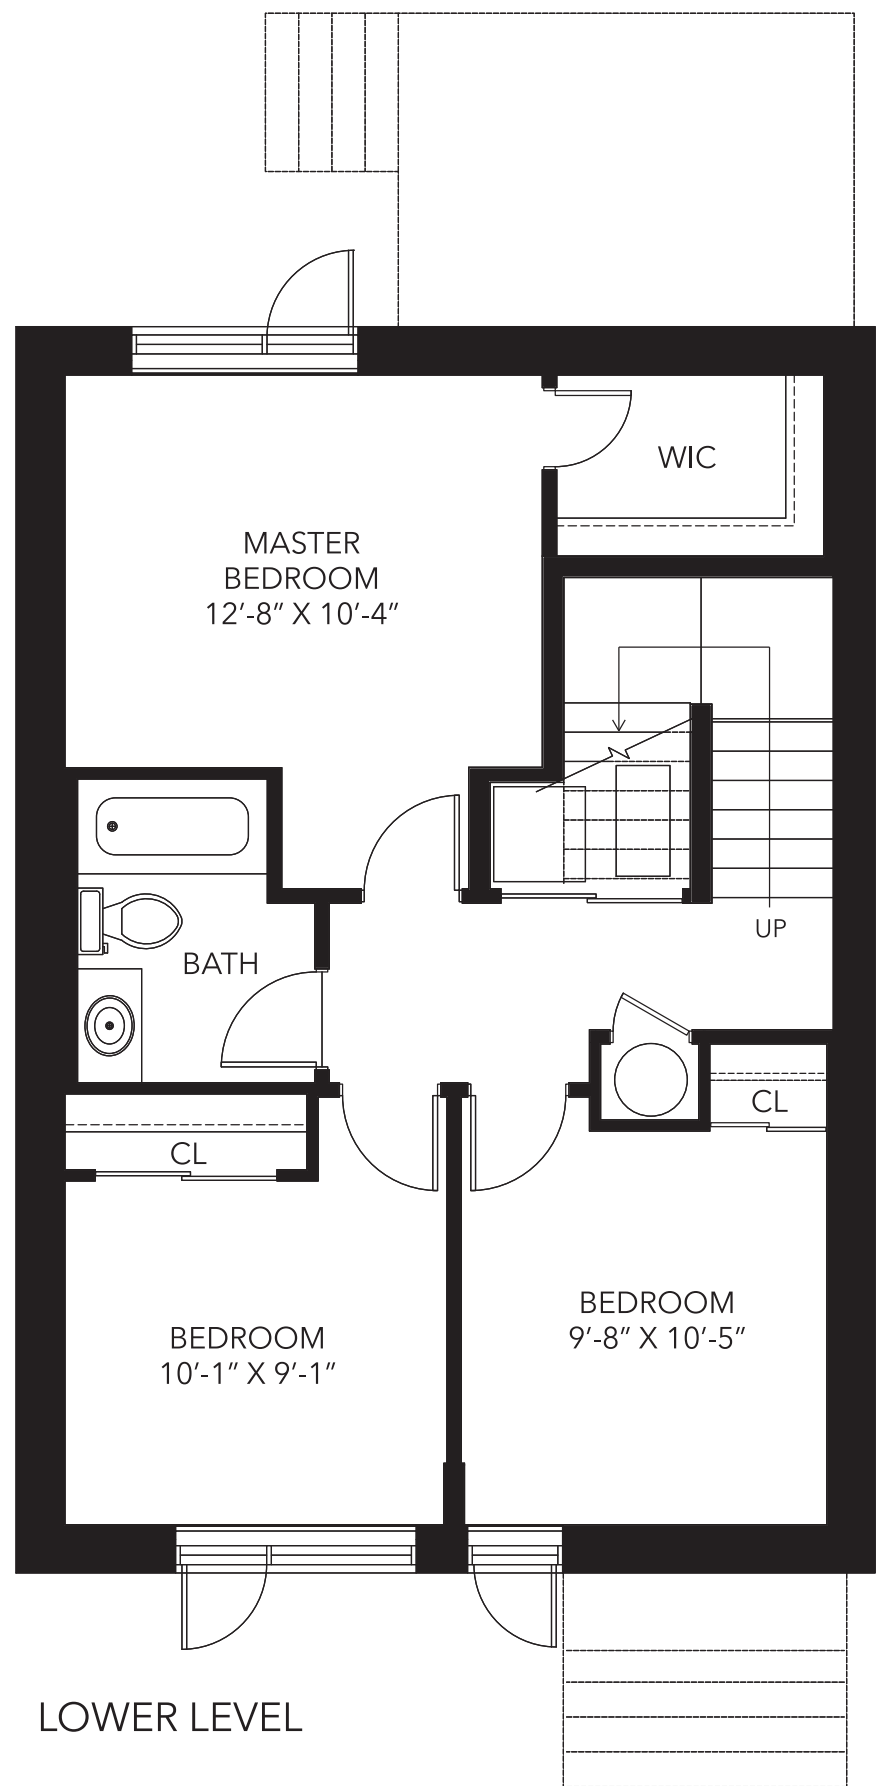 WIC
MASTER
BEDROOM
12’-8” X 10’-4”
UP
BATH
CL
CL
BEDROOM
9’-8” X 10’-5”
BEDROOM
10’-1” X 9’-1”
LOWER LEVEL